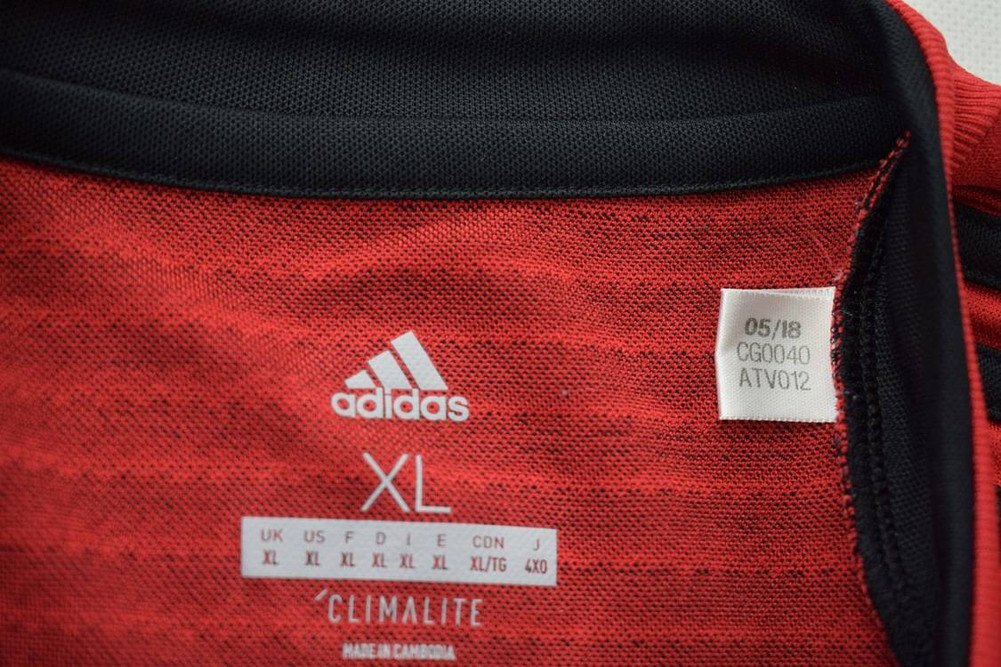 05/18
CG0040
ATV012
adidas
XL
UK US F D I E CDN J
XL XL XL XL XL XL XL/TG 4XO
CLIMALITE
MADE IN CAMBODIA